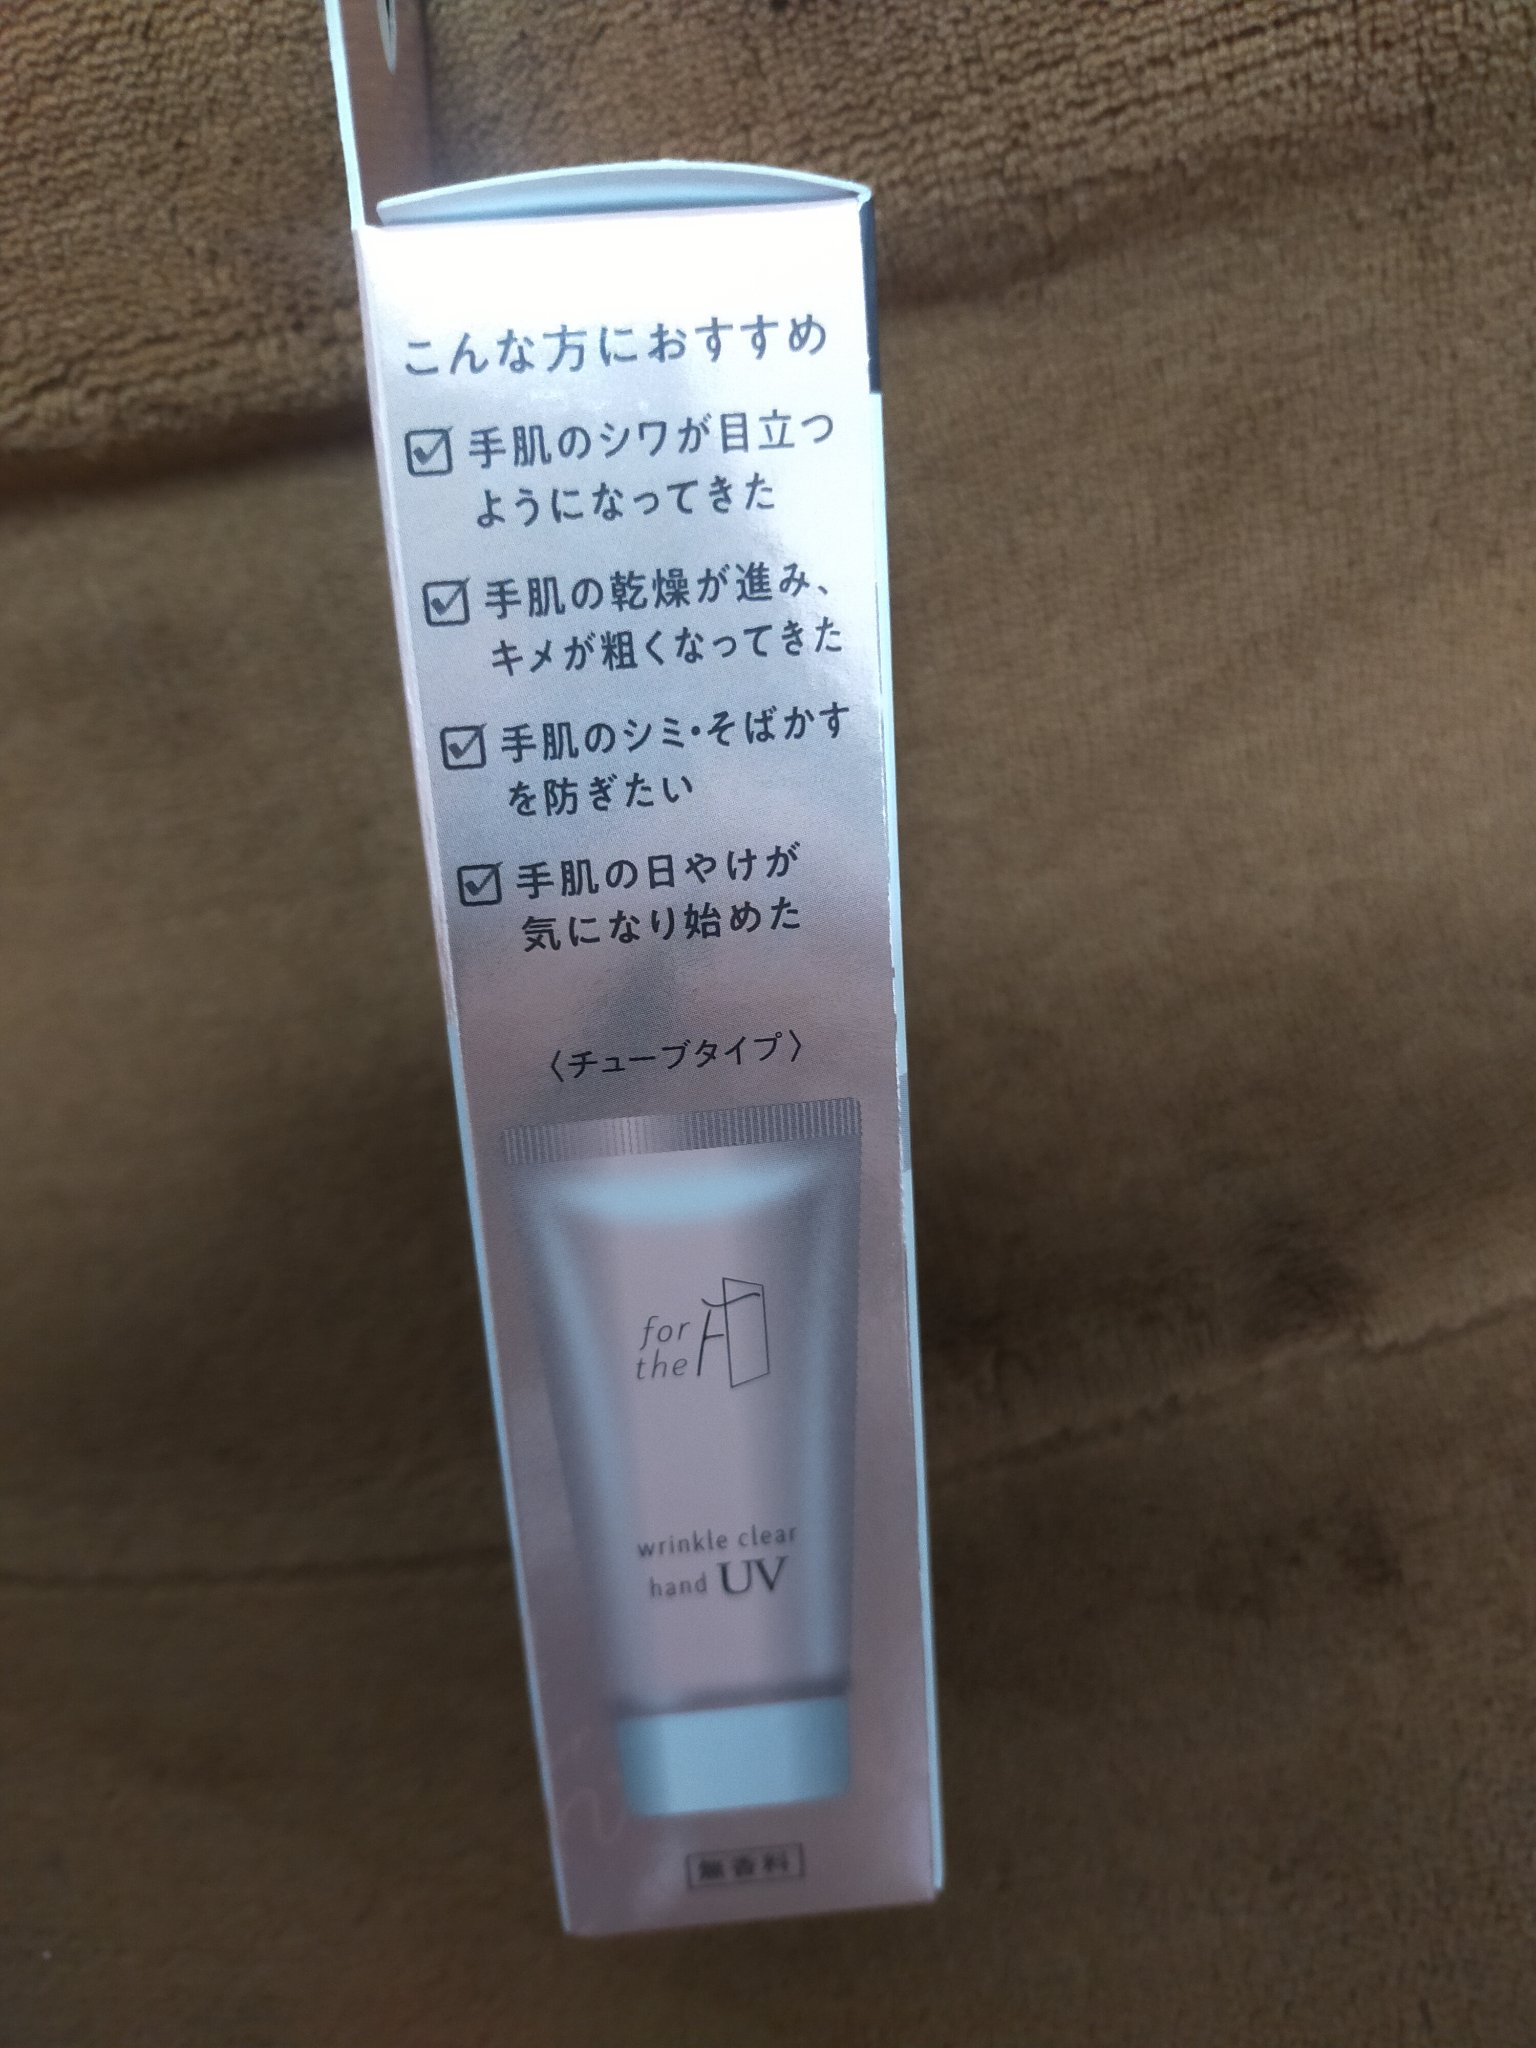 こんな方におすすめ
手肌のシワが目立つ
ようになってきた
手肌の乾燥が進み、
キメが粗くなってきた
手肌のシミ・そばかす
を防ぎたい
手肌の日やけが
気になり始めた
〈チューブタイプ〉
for
the F
wrinkle clear
hand UV
無香料